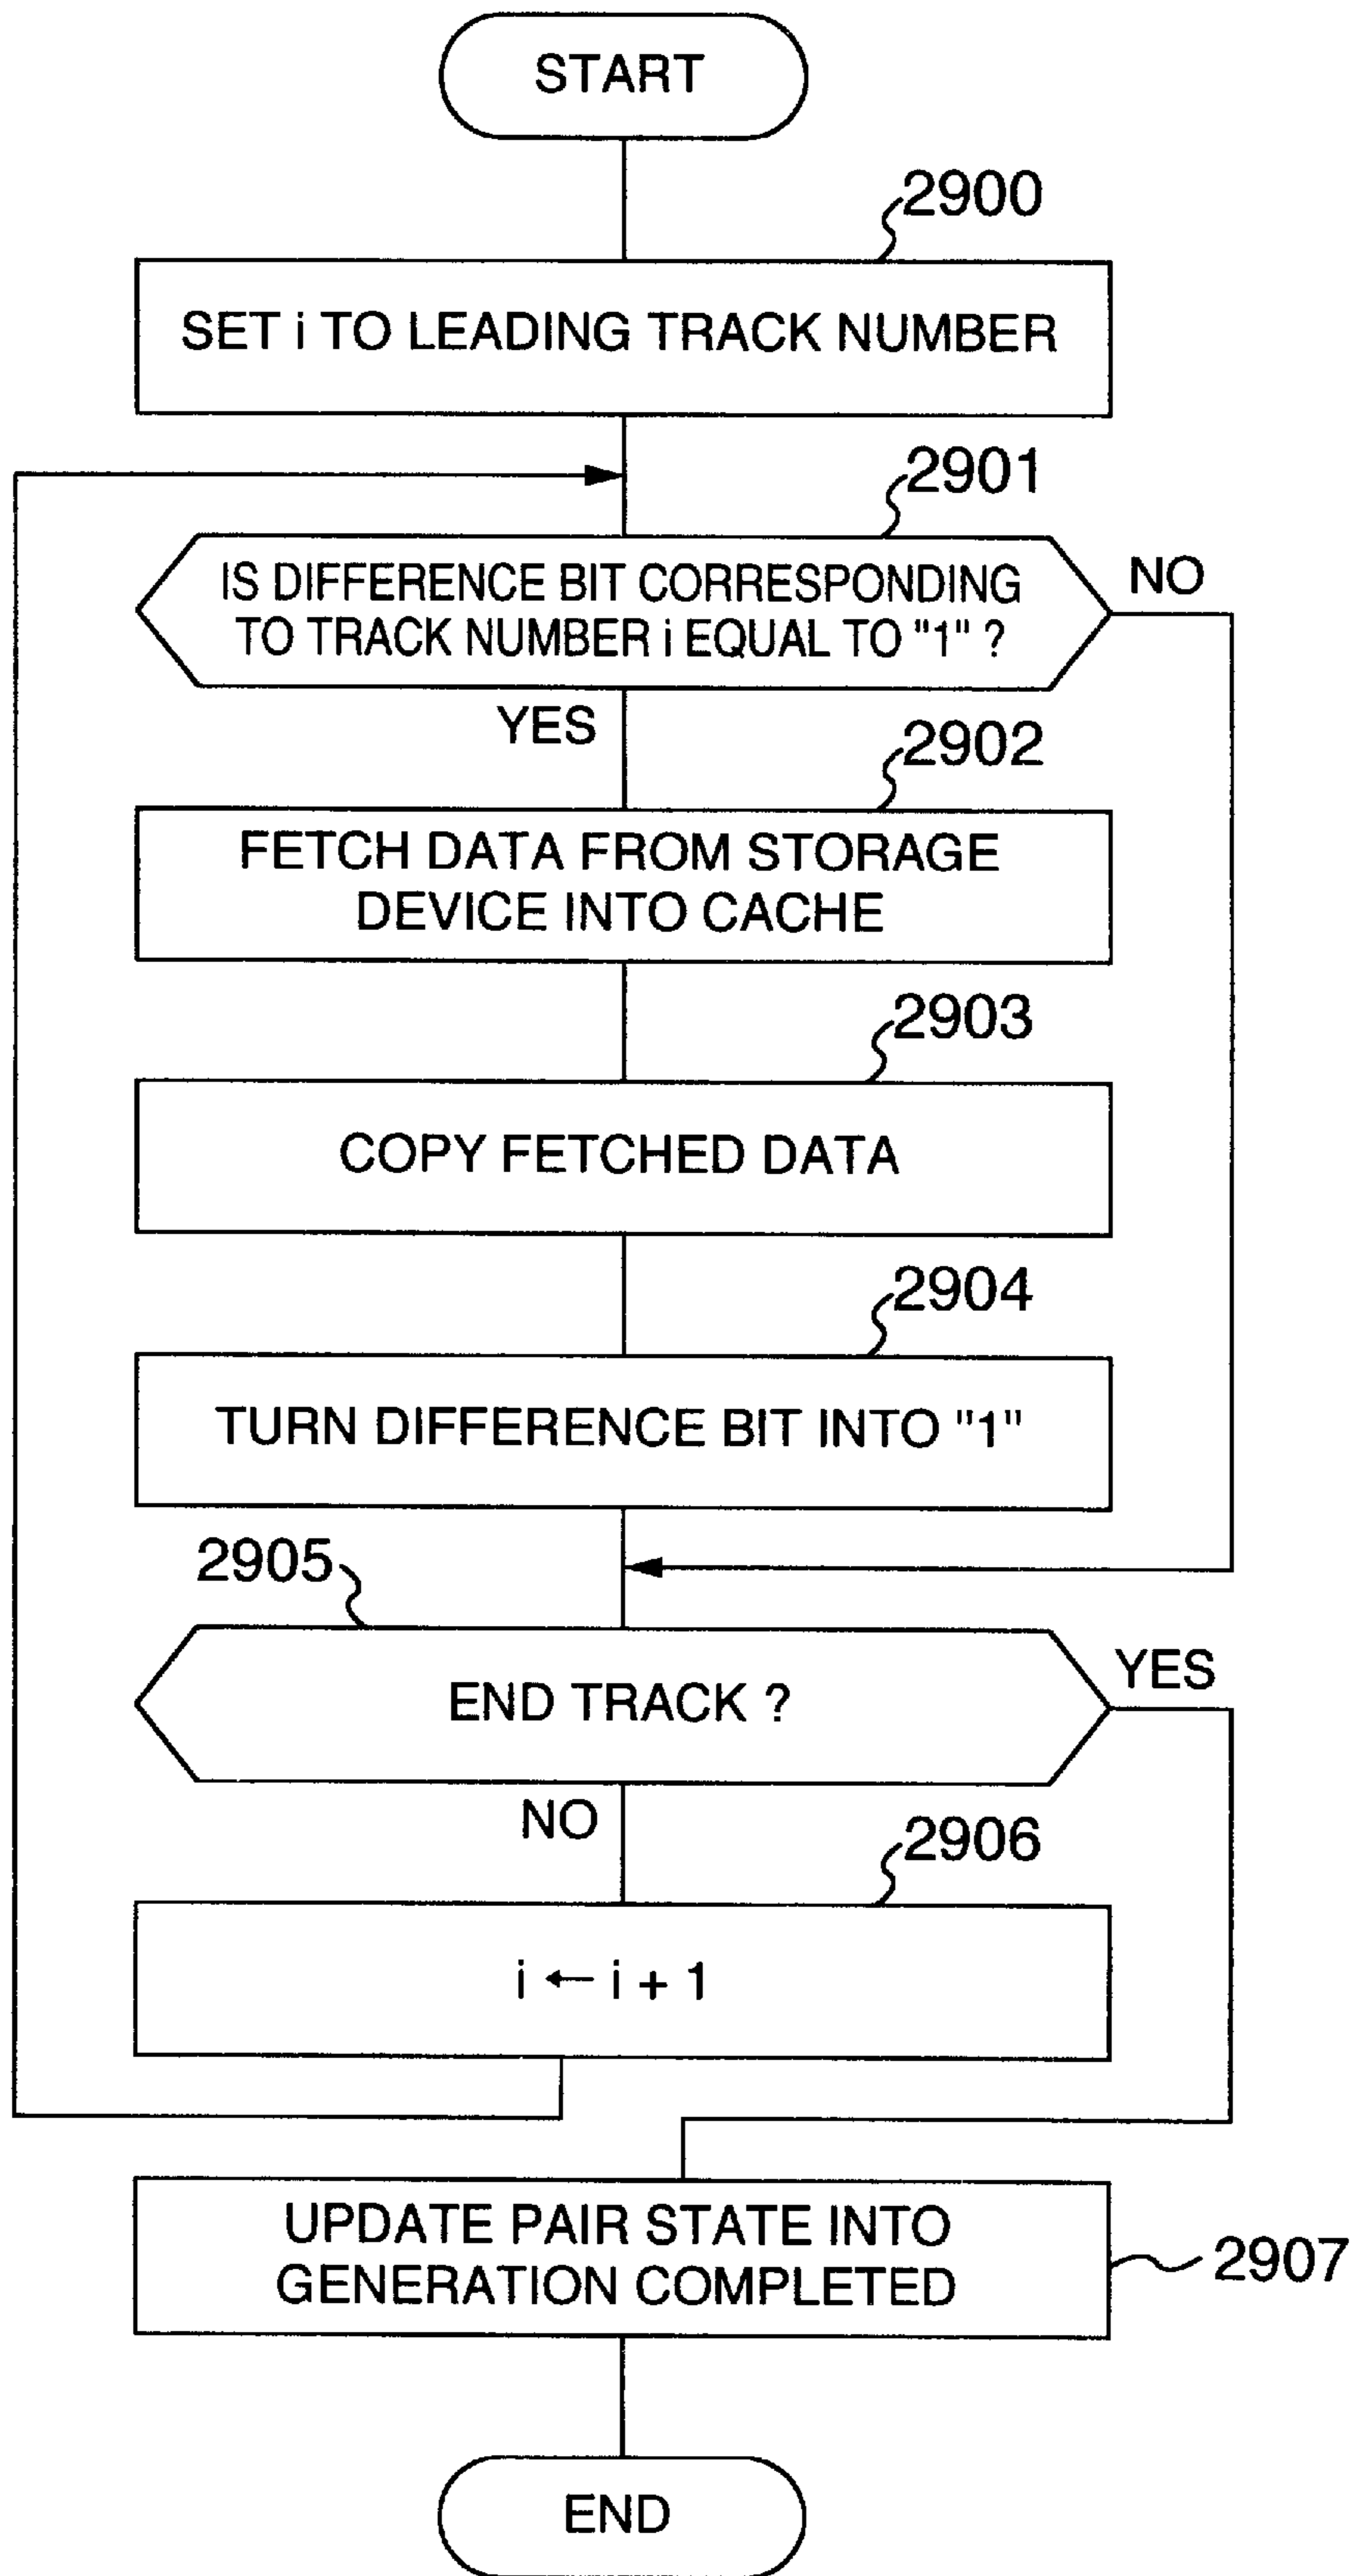 START
2900
SET i TO LEADING TRACK NUMBER
2901
IS DIFFERENCE BIT CORRESPONDING
TO TRACK NUMBER i EQUAL TO "1" ?
NO
YES
2902
FETCH DATA FROM STORAGE
DEVICE INTO CACHE
2903
COPY FETCHED DATA
2904
TURN DIFFERENCE BIT INTO "1"
2905
END TRACK ?
YES
NO
2906
i ← i + 1
UPDATE PAIR STATE INTO
GENERATION COMPLETED
2907
END